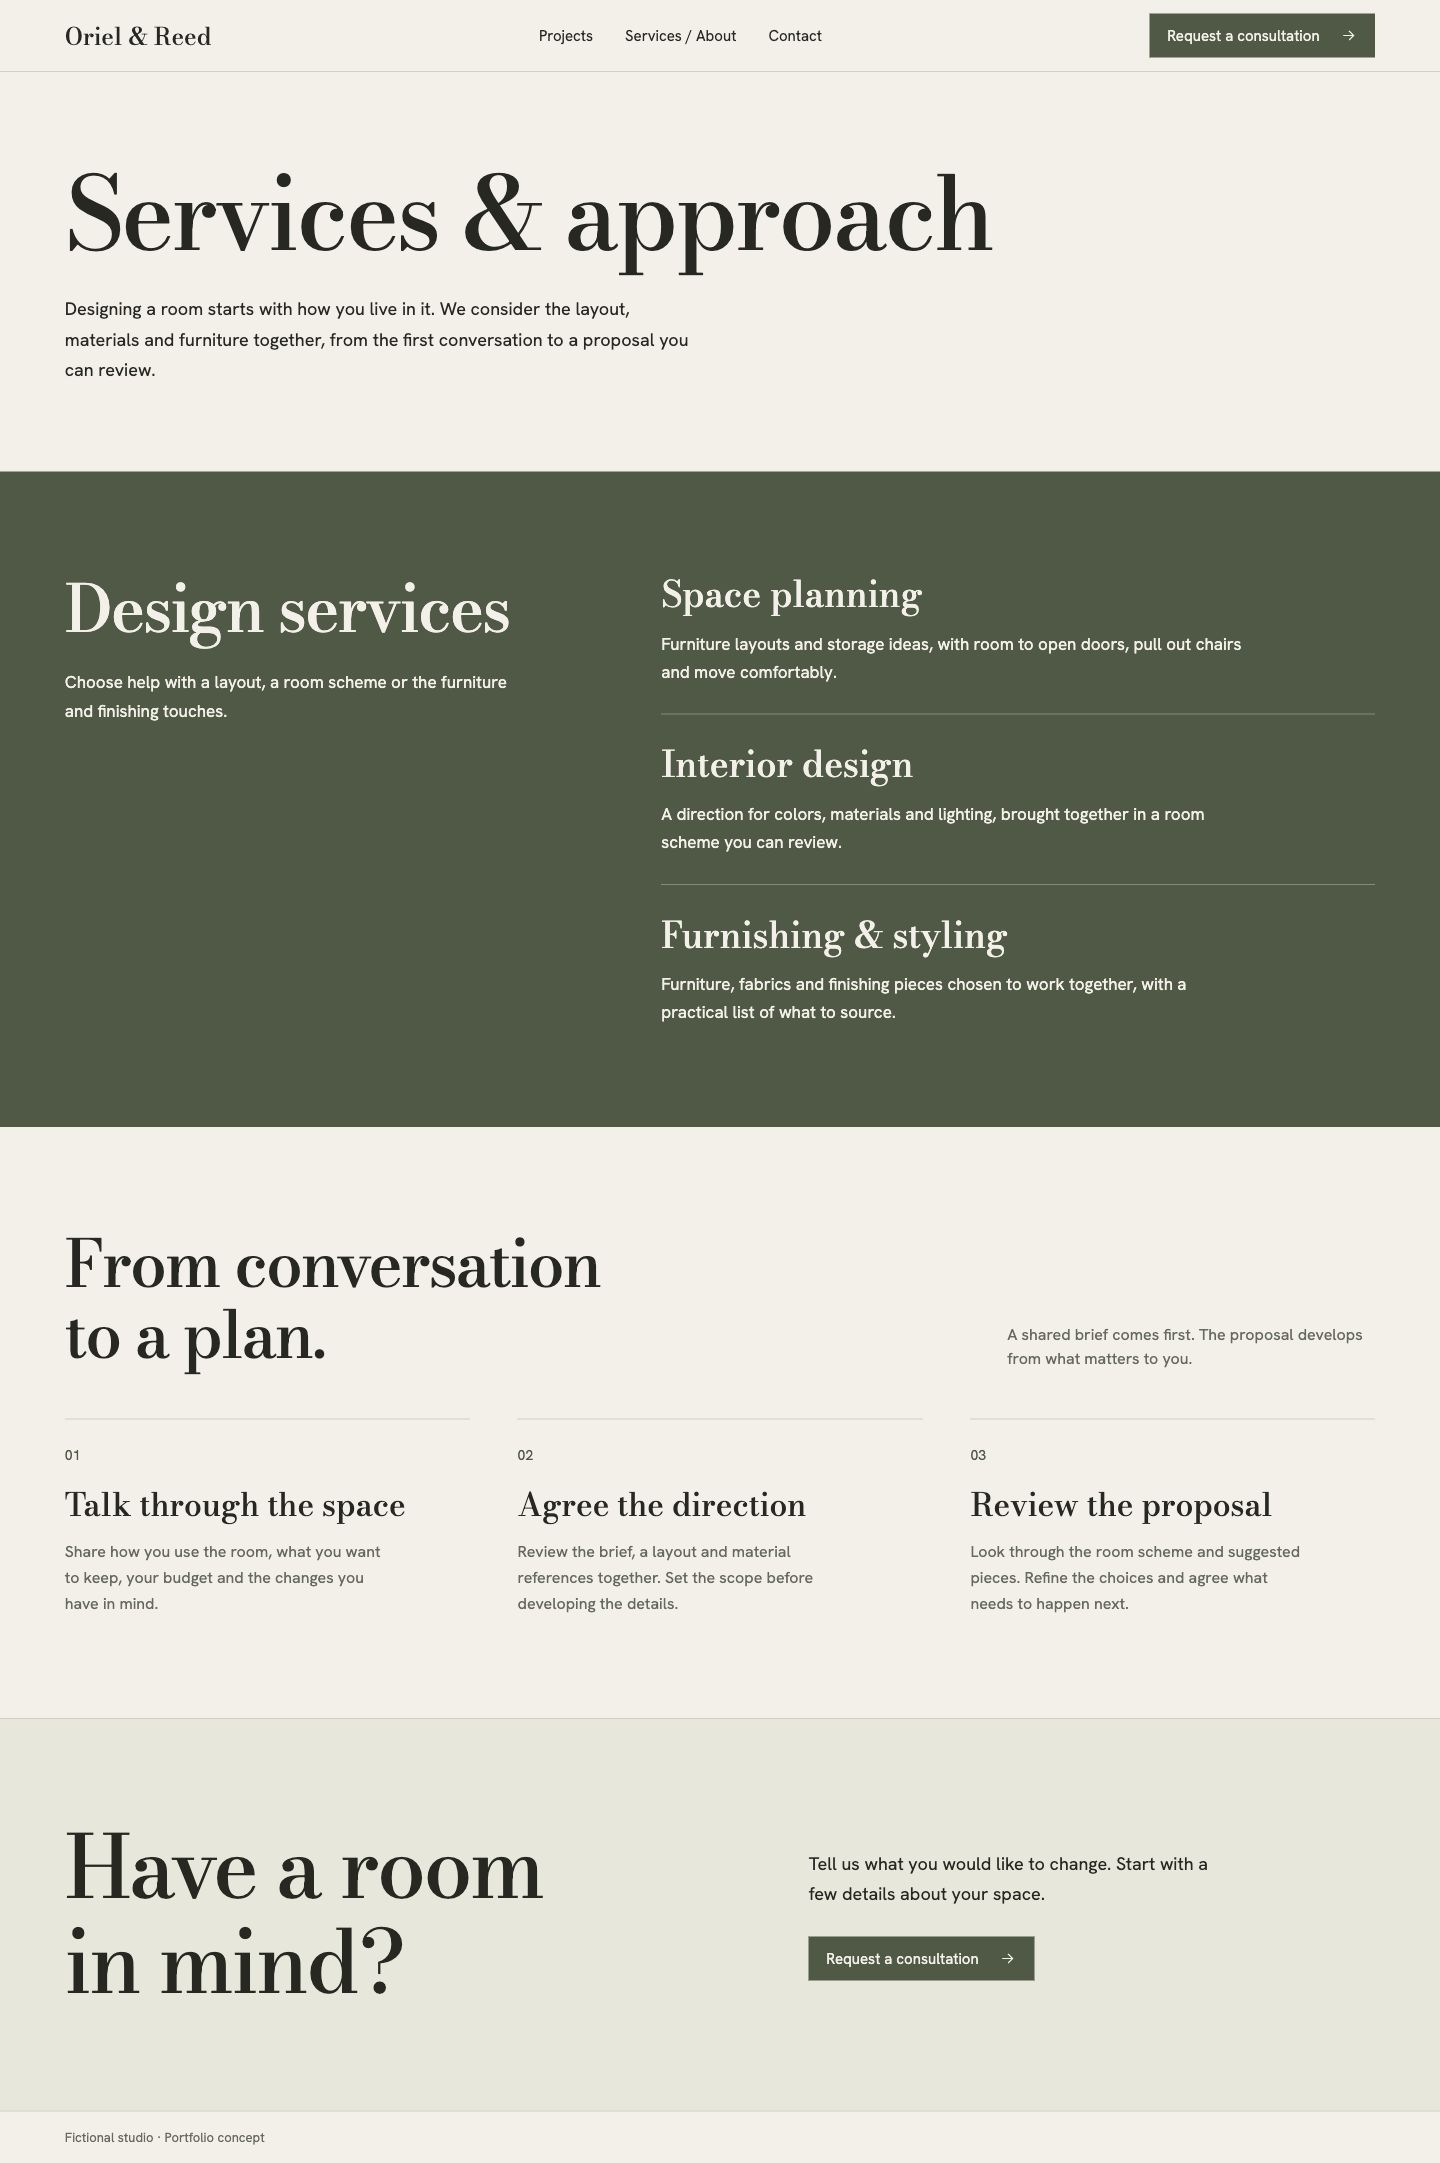 Oriel & Reed
Projects
Services / About
Contact
Request a consultation →
Services & approach
Designing a room starts with how you live in it. We consider the layout,
materials and furniture together, from the first conversation to a proposal you
can review.
Design services
Choose help with a layout, a room scheme or the furniture
and finishing touches.
Space planning
Furniture layouts and storage ideas, with room to open doors, pull out chairs
and move comfortably.
Interior design
A direction for colors, materials and lighting, brought together in a room
scheme you can review.
Furnishing & styling
Furniture, fabrics and finishing pieces chosen to work together, with a
practical list of what to source.
From conversation
to a plan.
A shared brief comes first. The proposal develops
from what matters to you.
01
Talk through the space
Share how you use the room, what you want
to keep, your budget and the changes you
have in mind.
02
Agree the direction
Review the brief, a layout and material
references together. Set the scope before
developing the details.
03
Review the proposal
Look through the room scheme and suggested
pieces. Refine the choices and agree what
needs to happen next.
Have a room
in mind?
Tell us what you would like to change. Start with a
few details about your space.
Request a consultation →
Fictional studio · Portfolio concept